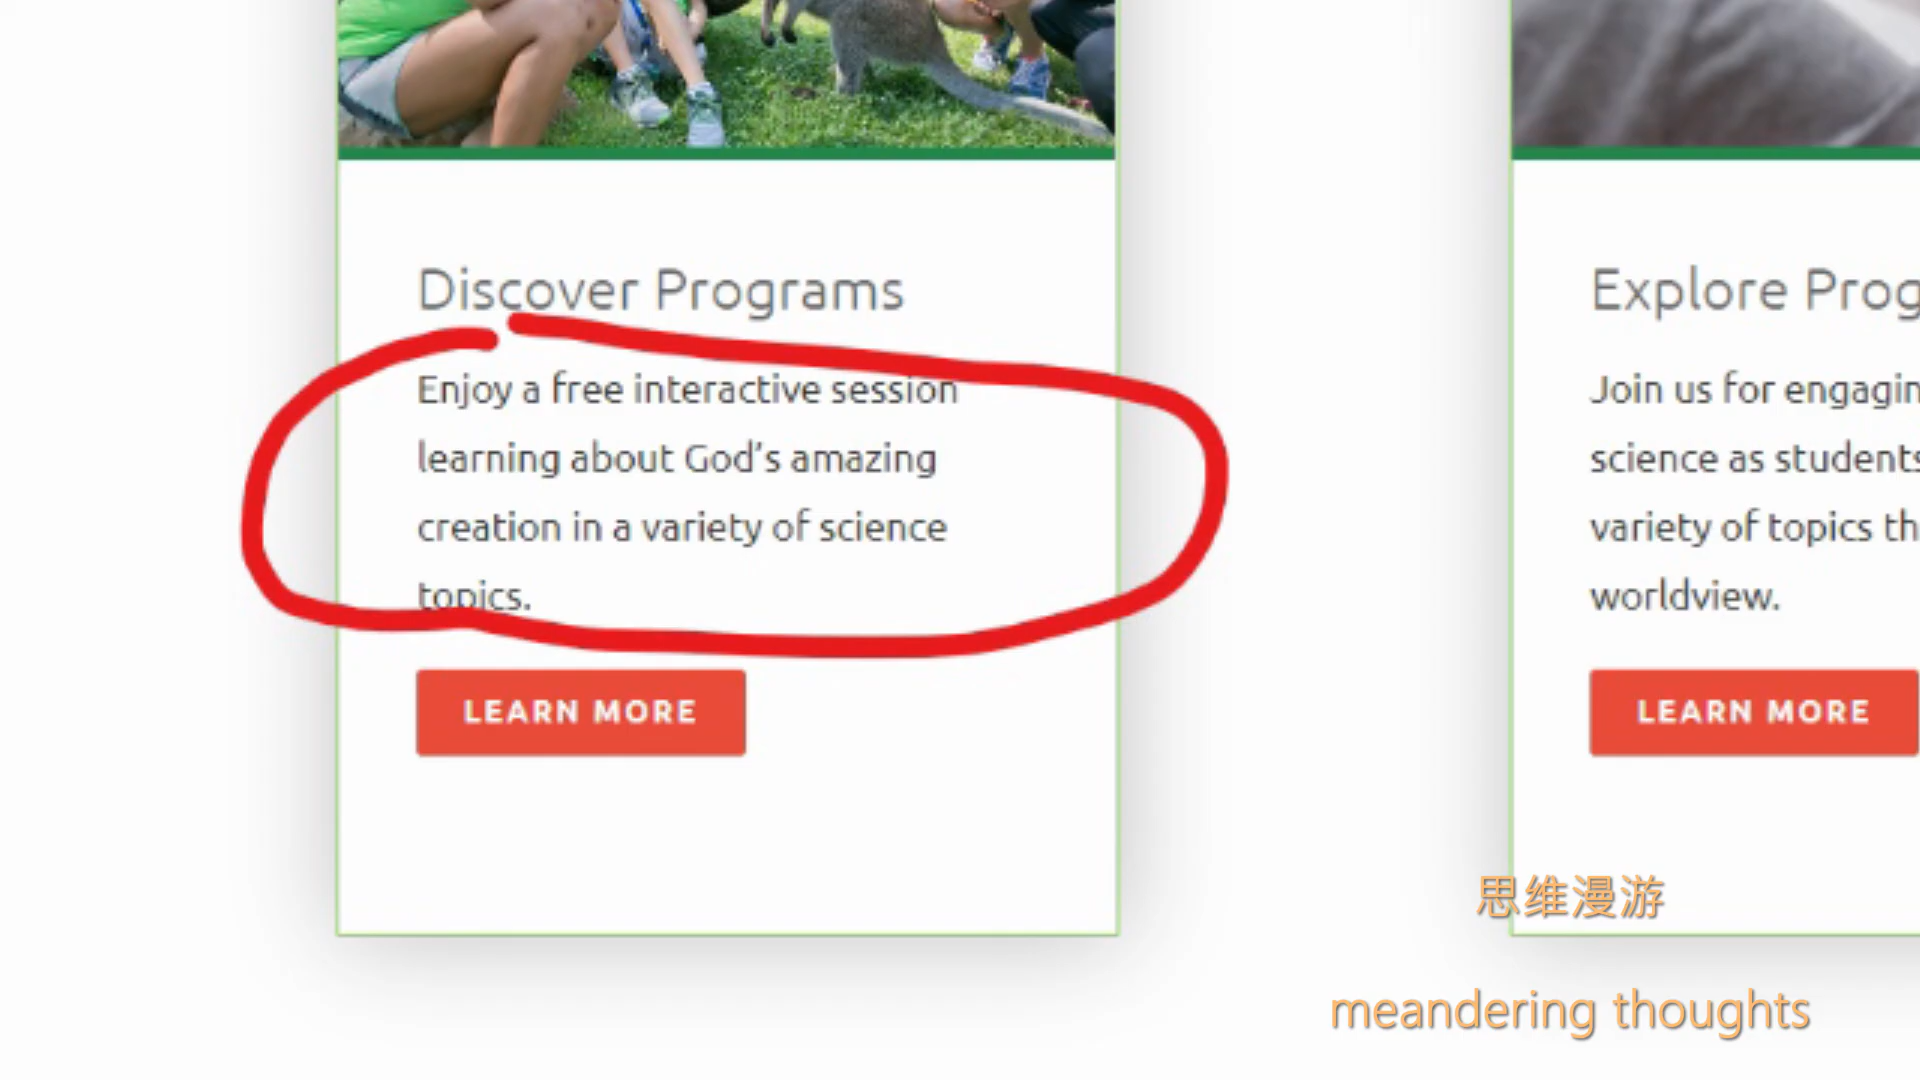 Discover Programs
Enjoy a free interactive session
learning about God's amazing
creation in a variety of science
topics.
LEARN MORE
Explore Prog
Join us for engagin
science as students
variety of topics th
worldview.
LEARN MORE
思维漫游
meandering thoughts